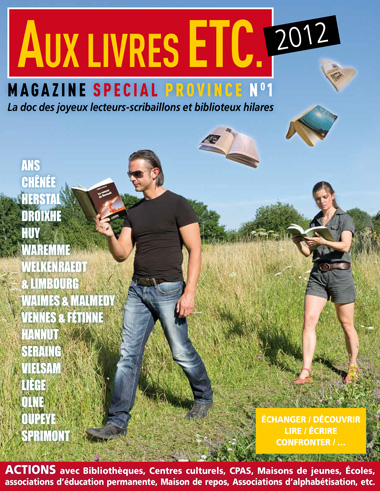 AUX LIVRES ETC.
2012
MAGAZINE SPECIAL PROVINCE N°1
La doc des joyeux lecteurs-scribaillons et biblioteux hilares
ANS
CHÊNÉE
HERSTAL
DROIXHE
HUY
WAREMME
WELKENRAEDT
& LIMBOURG
WAIMES & MALMEDY
VENNES & FÉTINNE
HANNUT
SERAING
VIELSAM
LIÈGE
OLNE
OUPEYE
SPRIMONT
ÉCHANGER / DÉCOUVRIR
LIRE / ÉCRIRE
CONFRONTER / ...
ACTIONS avec Bibliothèques, Centres culturels, CPAS, Maisons de jeunes, Écoles,
associations d'éducation permanente, Maison de repos, Associations d'alphabétisation, etc.